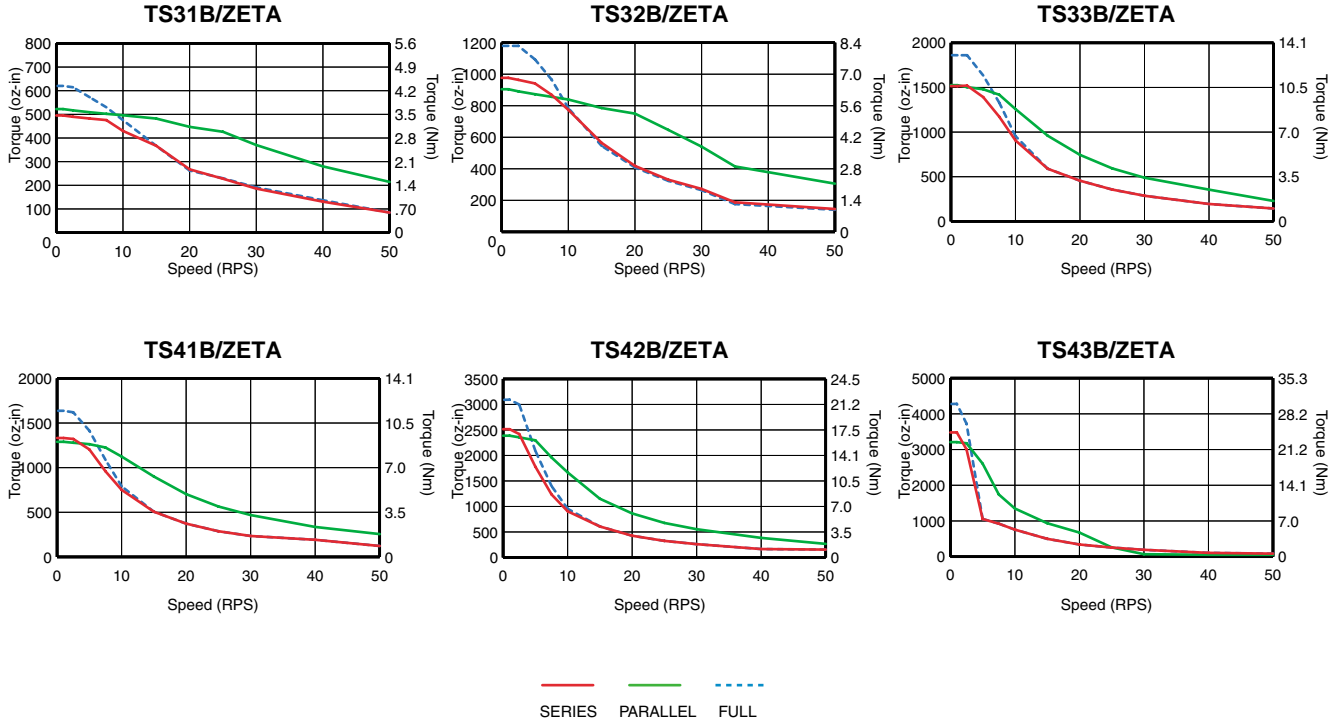 TS31B/ZETA
800
700
600
500
400
300
200
100
0
Torque (oz-in)
5.6
4.9
4.2
3.5
2.8
2.1
1.4
.70
0
Torque (Nm)
0 10 20 30 40 50
Speed (RPS)
TS32B/ZETA
1200
1000
800
600
400
200
0
Torque (oz-in)
8.4
7.0
5.6
4.2
2.8
1.4
0
Torque (Nm)
0 10 20 30 40 50
Speed (RPS)
TS33B/ZETA
2000
1500
1000
500
0
Torque (oz-in)
14.1
10.5
7.0
3.5
0
Torque (Nm)
0 10 20 30 40 50
Speed (RPS)
TS41B/ZETA
2000
1500
1000
500
0
Torque (oz-in)
14.1
10.5
7.0
3.5
0
Torque (Nm)
0 10 20 30 40 50
Speed (RPS)
TS42B/ZETA
3500
3000
2500
2000
1500
1000
500
0
Torque (oz-in)
24.5
21.2
17.5
14.1
10.5
7.0
3.5
0
Torque (Nm)
0 10 20 30 40 50
Speed (RPS)
TS43B/ZETA
5000
4000
3000
2000
1000
0
Torque (oz-in)
35.3
28.2
21.2
14.1
7.0
0
Torque (Nm)
0 10 20 30 40 50
Speed (RPS)
SERIES PARALLEL FULL